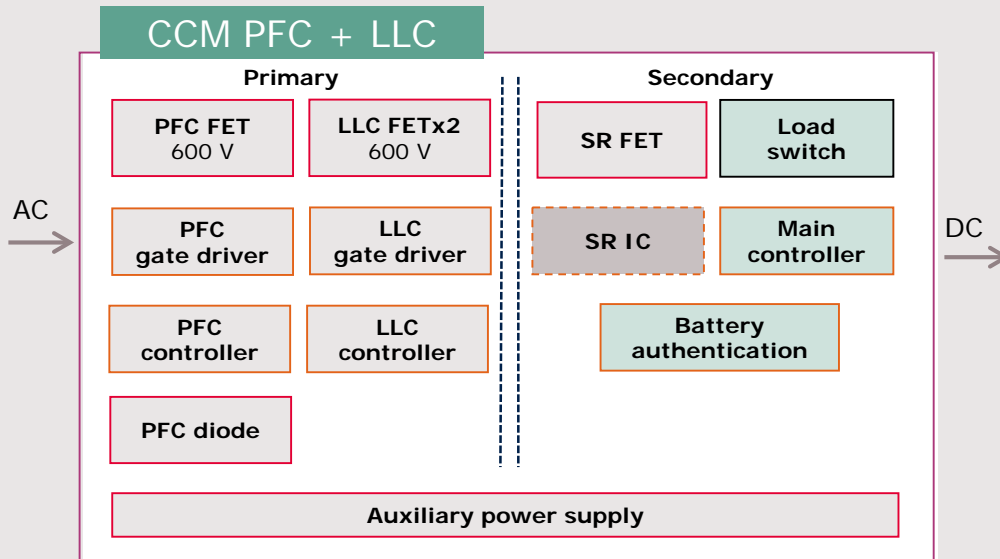 CCM PFC + LLC
Primary
Secondary
PFC FET
600 V
LLC FETx2
600 V
SR FET
Load
switch
AC
PFC
gate driver
LLC
gate driver
SR IC
Main
controller
DC
PFC
controller
LLC
controller
Battery
authentication
PFC diode
Auxiliary power supply